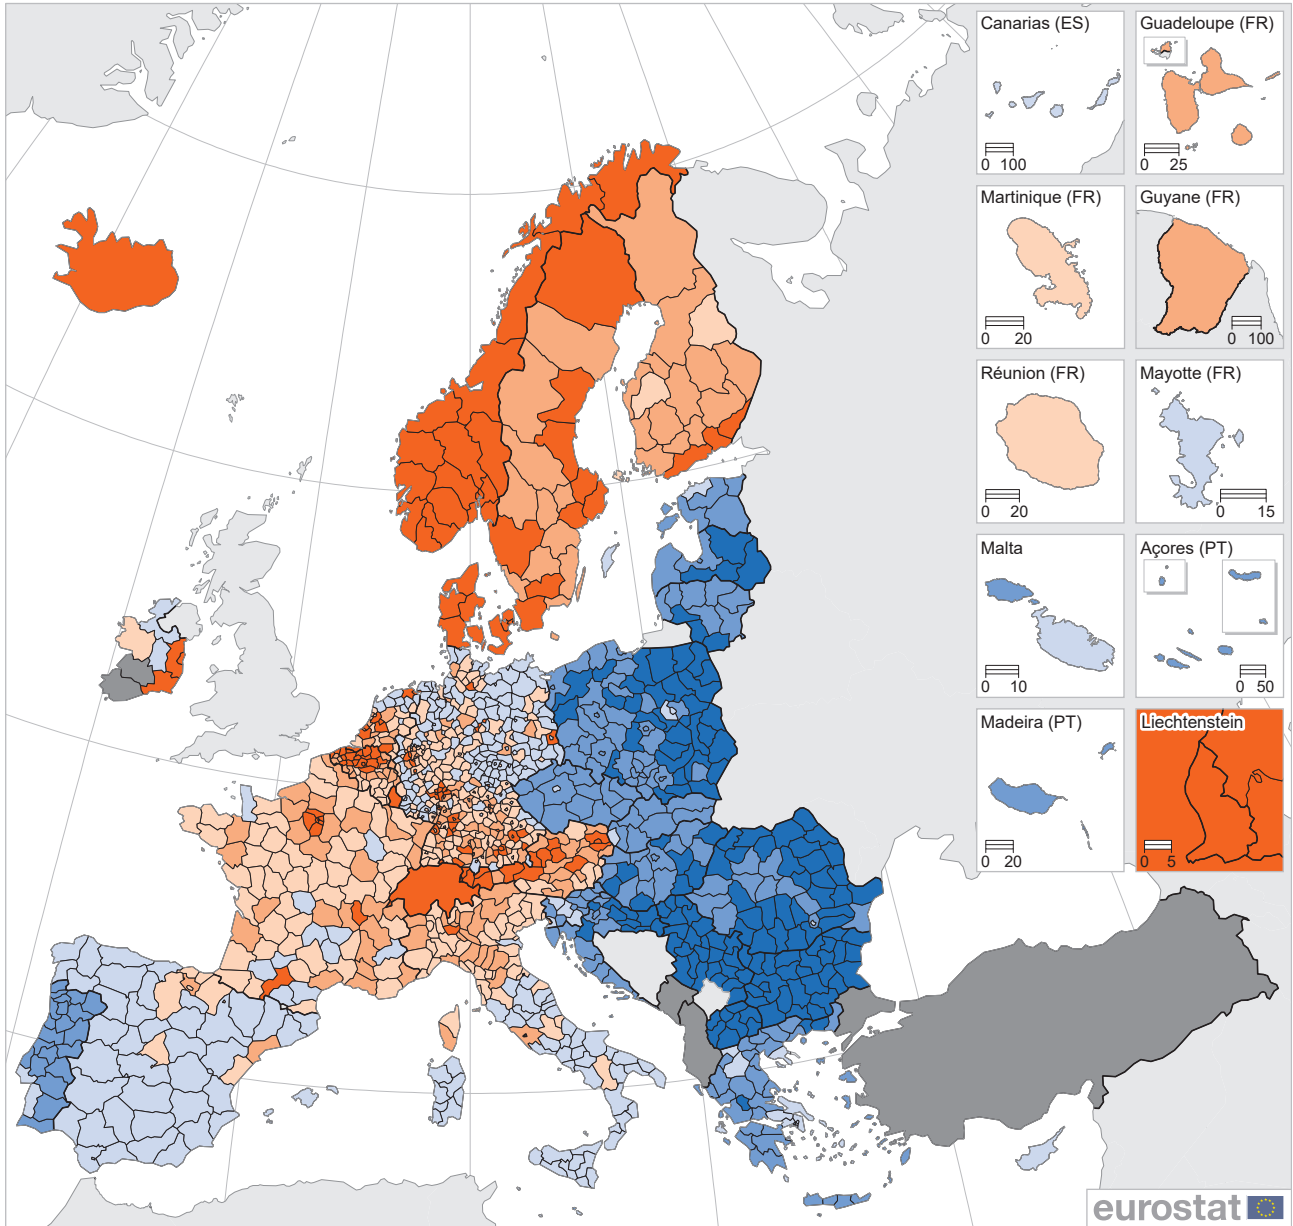 Canarias (ES)
0 100
Guadeloupe (FR)
0 25
Martinique (FR)
0 20
Guyane (FR)
0 100
Réunion (FR)
0 20
Mayotte (FR)
0 15
Malta
0 10
Açores (PT)
0 50
Madeira (PT)
0 20
Liechtenstein
0 5
eurostat